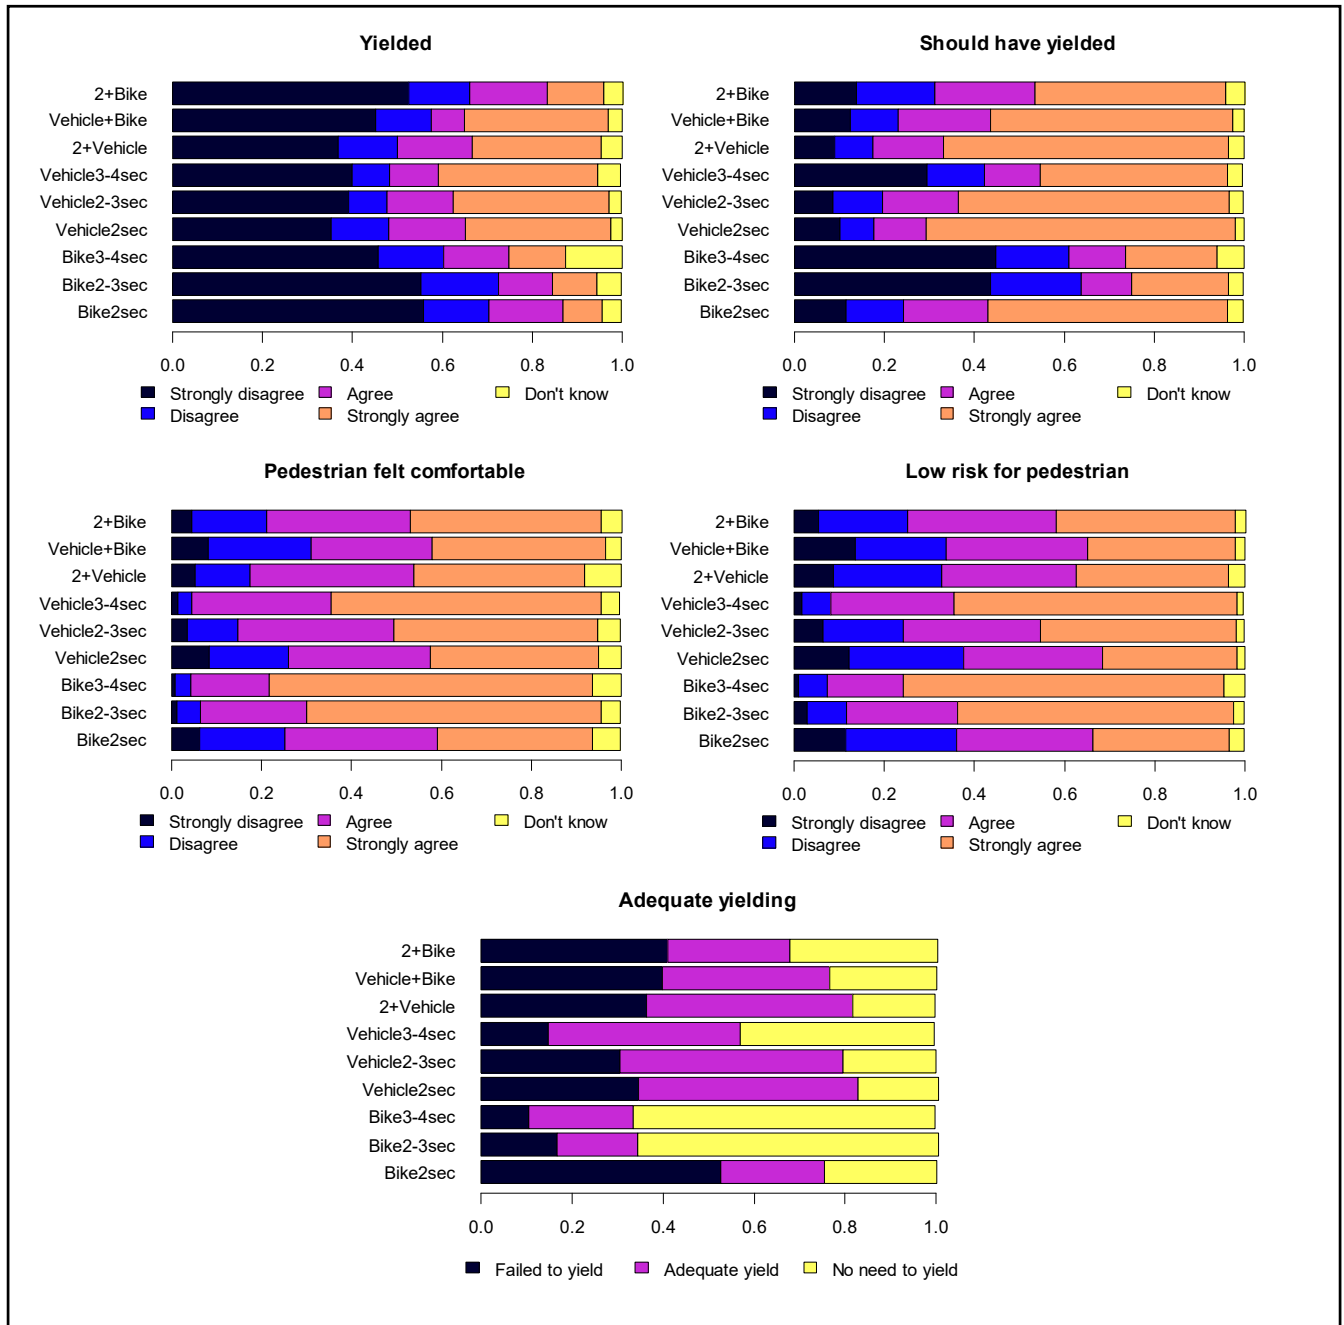 Yielded
2+Bike
Vehicle+Bike
2+Vehicle
Vehicle3-4sec
Vehicle2-3sec
Vehicle2sec
Bike3-4sec
Bike2-3sec
Bike2sec
0.0 0.2 0.4 0.6 0.8 1.0
Strongly disagree Agree Don't know
Disagree Strongly agree
Should have yielded
2+Bike
Vehicle+Bike
2+Vehicle
Vehicle3-4sec
Vehicle2-3sec
Vehicle2sec
Bike3-4sec
Bike2-3sec
Bike2sec
0.0 0.2 0.4 0.6 0.8 1.0
Strongly disagree Agree Don't know
Disagree Strongly agree
Pedestrian felt comfortable
2+Bike
Vehicle+Bike
2+Vehicle
Vehicle3-4sec
Vehicle2-3sec
Vehicle2sec
Bike3-4sec
Bike2-3sec
Bike2sec
0.0 0.2 0.4 0.6 0.8 1.0
Strongly disagree Agree Don't know
Disagree Strongly agree
Low risk for pedestrian
2+Bike
Vehicle+Bike
2+Vehicle
Vehicle3-4sec
Vehicle2-3sec
Vehicle2sec
Bike3-4sec
Bike2-3sec
Bike2sec
0.0 0.2 0.4 0.6 0.8 1.0
Strongly disagree Agree Don't know
Disagree Strongly agree
Adequate yielding
2+Bike
Vehicle+Bike
2+Vehicle
Vehicle3-4sec
Vehicle2-3sec
Vehicle2sec
Bike3-4sec
Bike2-3sec
Bike2sec
0.0 0.2 0.4 0.6 0.8 1.0
Failed to yield Adequate yield No need to yield